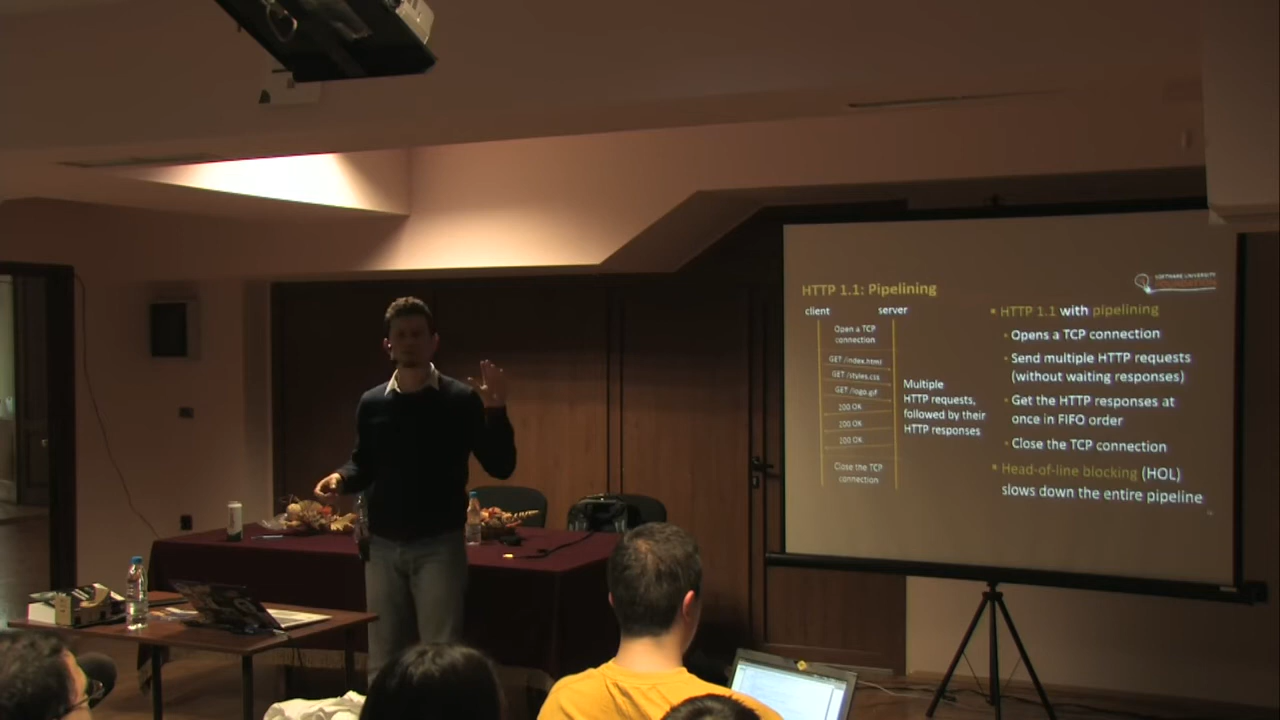 SOFTWARE UNIVERSITY
FOUNDATION
HTTP 1.1: Pipelining
client server
Open a TCP
connection
GET /index.html
GET /styles.css
GET /logo.gif
200 OK
200 OK
200 OK
Close the TCP
connection
Multiple
HTTP requests,
followed by their
HTTP responses
▪ HTTP 1.1 with pipelining
▪ Opens a TCP connection
▪ Send multiple HTTP requests
(without waiting responses)
▪ Get the HTTP responses at
once in FIFO order
▪ Close the TCP connection
▪ Head-of-line blocking (HOL)
slows down the entire pipeline